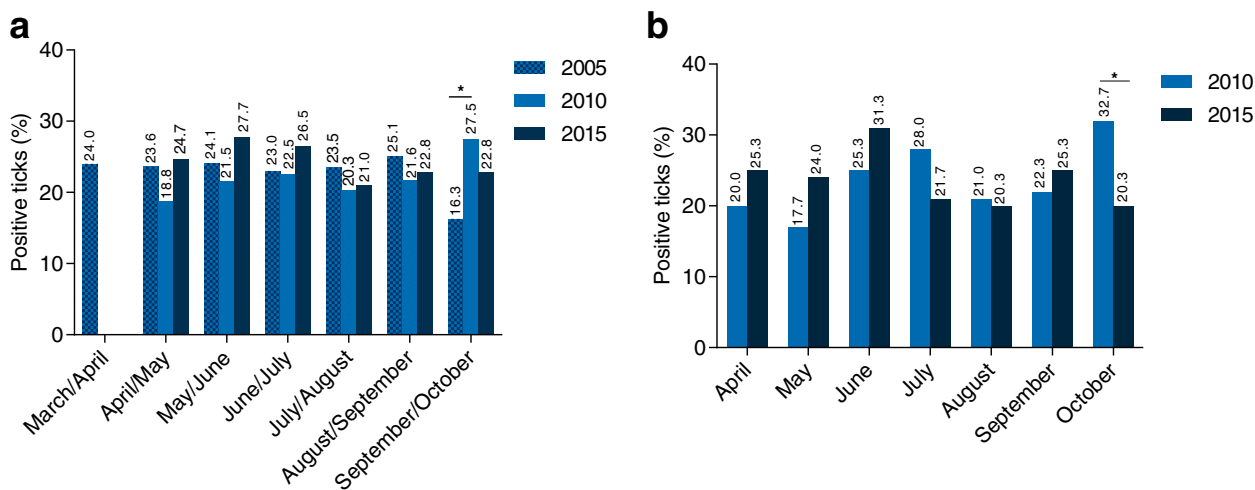 a
Positive ticks (%)
40
30
20
10
0
24.0
23.6
18.8
24.7
24.1
21.5
27.7
23.0
22.5
26.5
23.5
20.3
21.0
25.1
21.6
22.8
16.3
*
27.5
22.8
March/April
April/May
May/June
June/July
July/August
August/September
September/October
2005
2010
2015
b
Positive ticks (%)
40
30
20
10
0
20.0
25.3
17.7
24.0
25.3
31.3
28.0
21.7
21.0
20.3
22.3
25.3
32.7
*
20.3
April
May
June
July
August
September
October
2010
2015